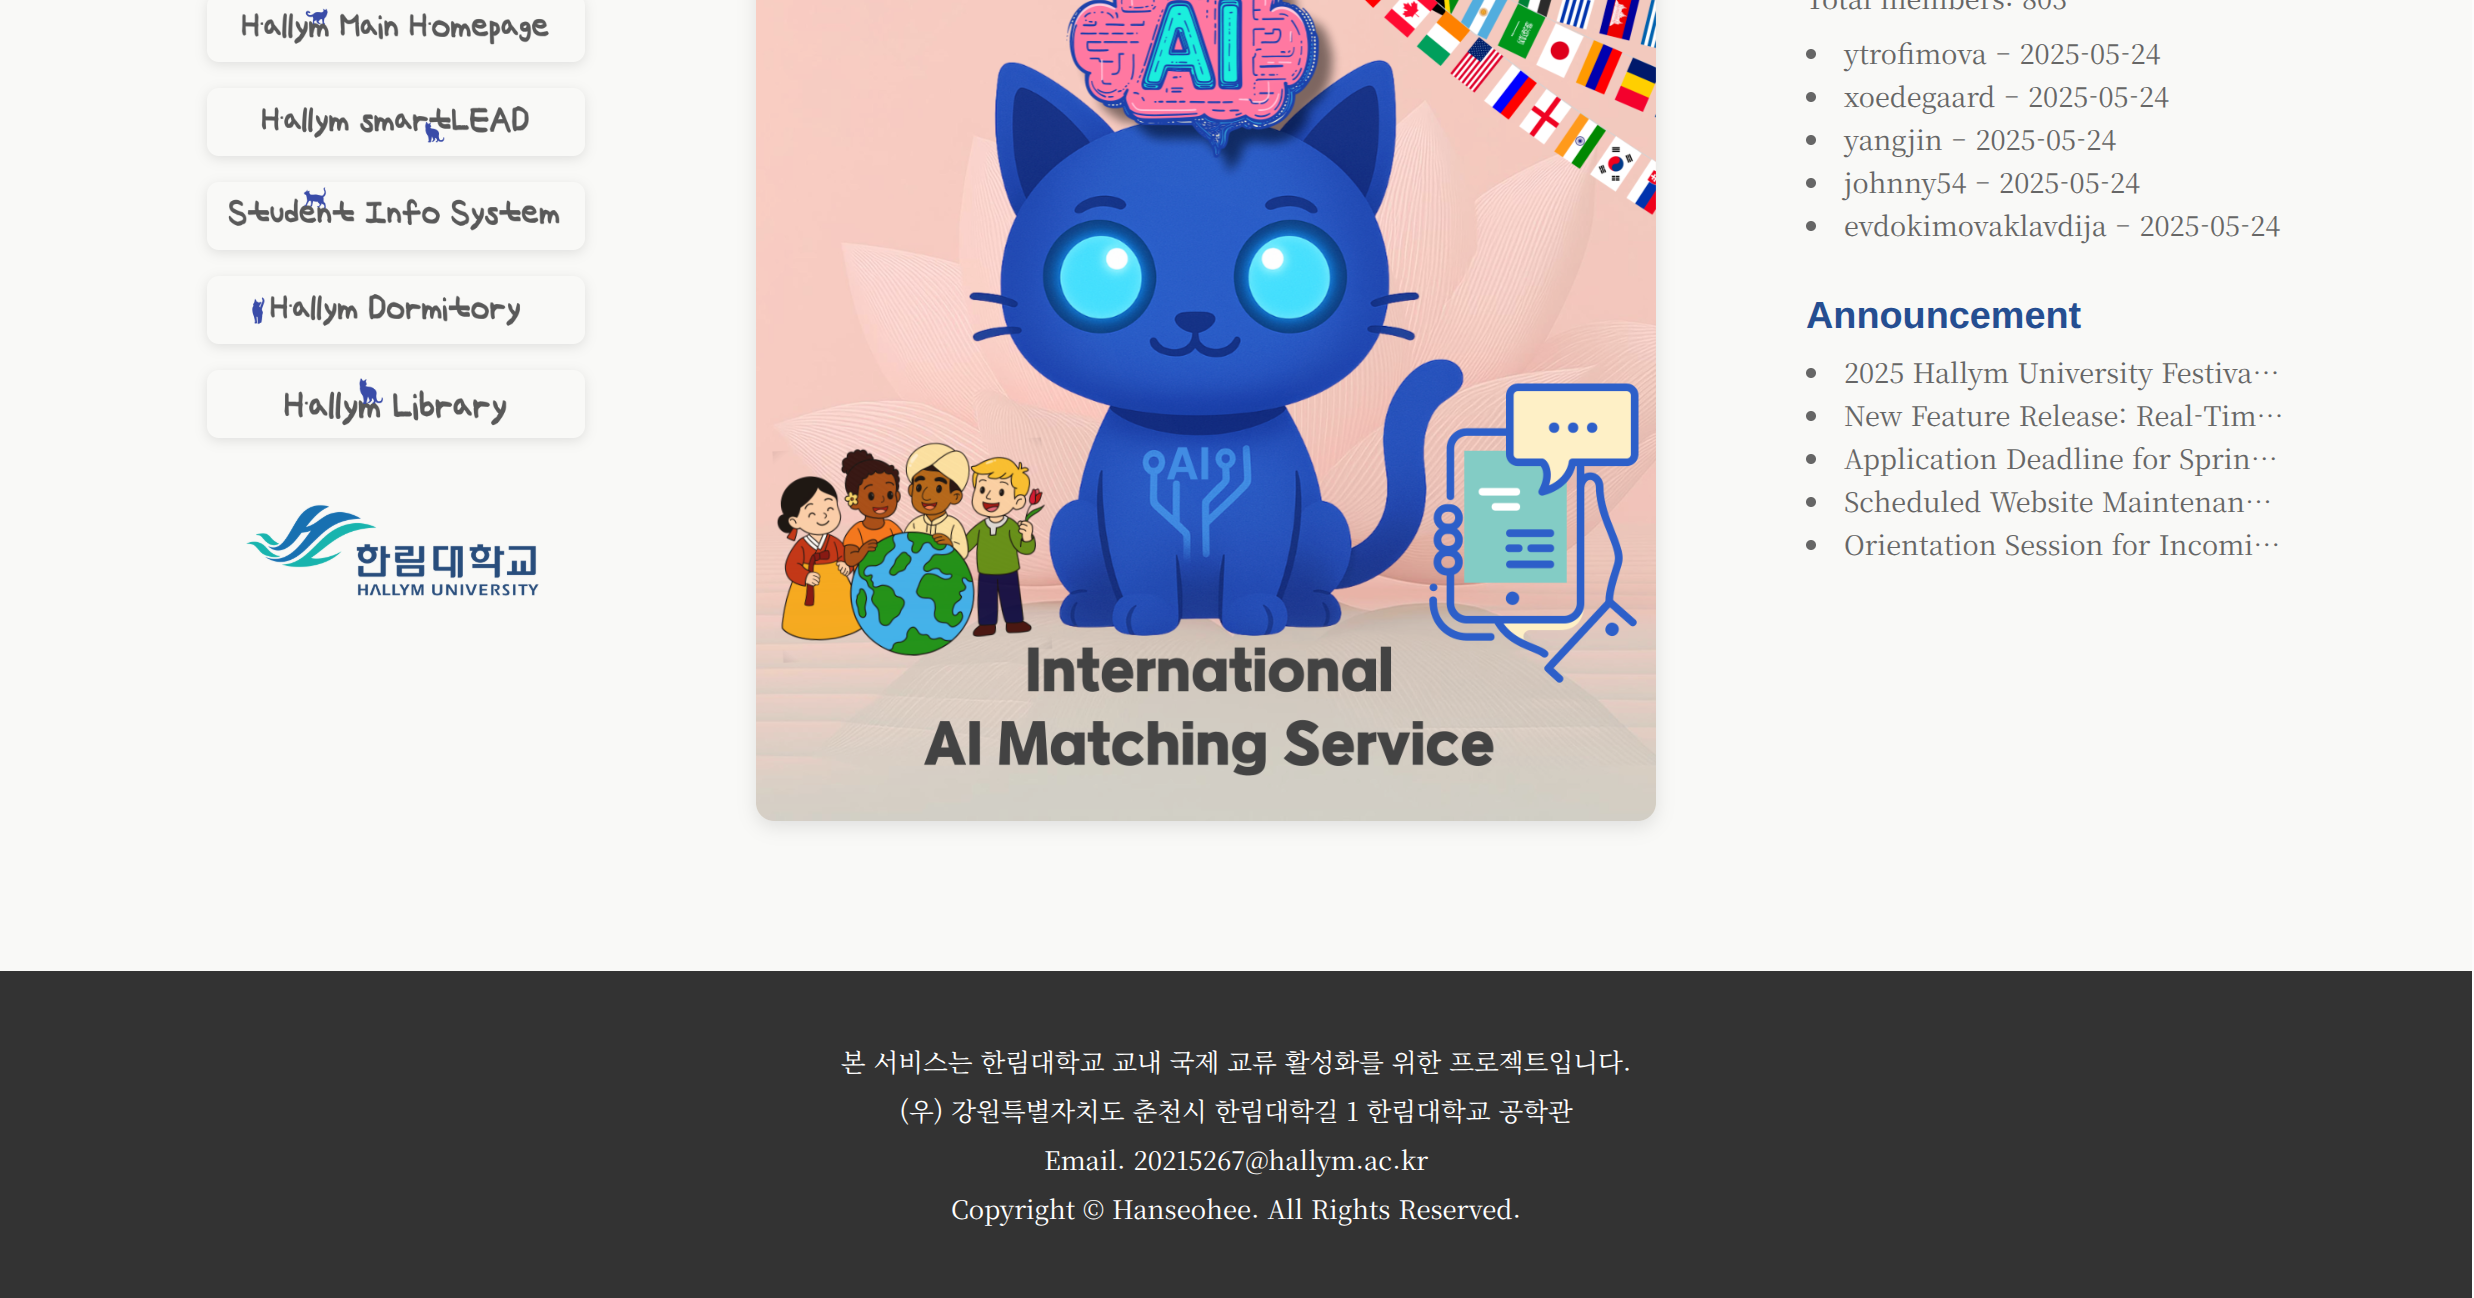 Hallym Main Homepage
Hallym smartLEAD
Student Info System
Hallym Dormitory
Hallym Library
한림대학교
HALLYM UNIVERSITY
AI
AI
International
AI Matching Service
Total members: 803
ytrofimova - 2025-05-24
xoedegaard - 2025-05-24
yangjin - 2025-05-24
johnny54 - 2025-05-24
evdokimovaklavdija - 2025-05-24
Announcement
2025 Hallym University Festiva…
New Feature Release: Real-Tim…
Application Deadline for Sprin…
Scheduled Website Maintenan…
Orientation Session for Incomi…
본 서비스는 한림대학교 교내 국제 교류 활성화를 위한 프로젝트입니다.
(우) 강원특별자치도 춘천시 한림대학길 1 한림대학교 공학관
Email. 20215267@hallym.ac.kr
Copyright © Hanseohee. All Rights Reserved.